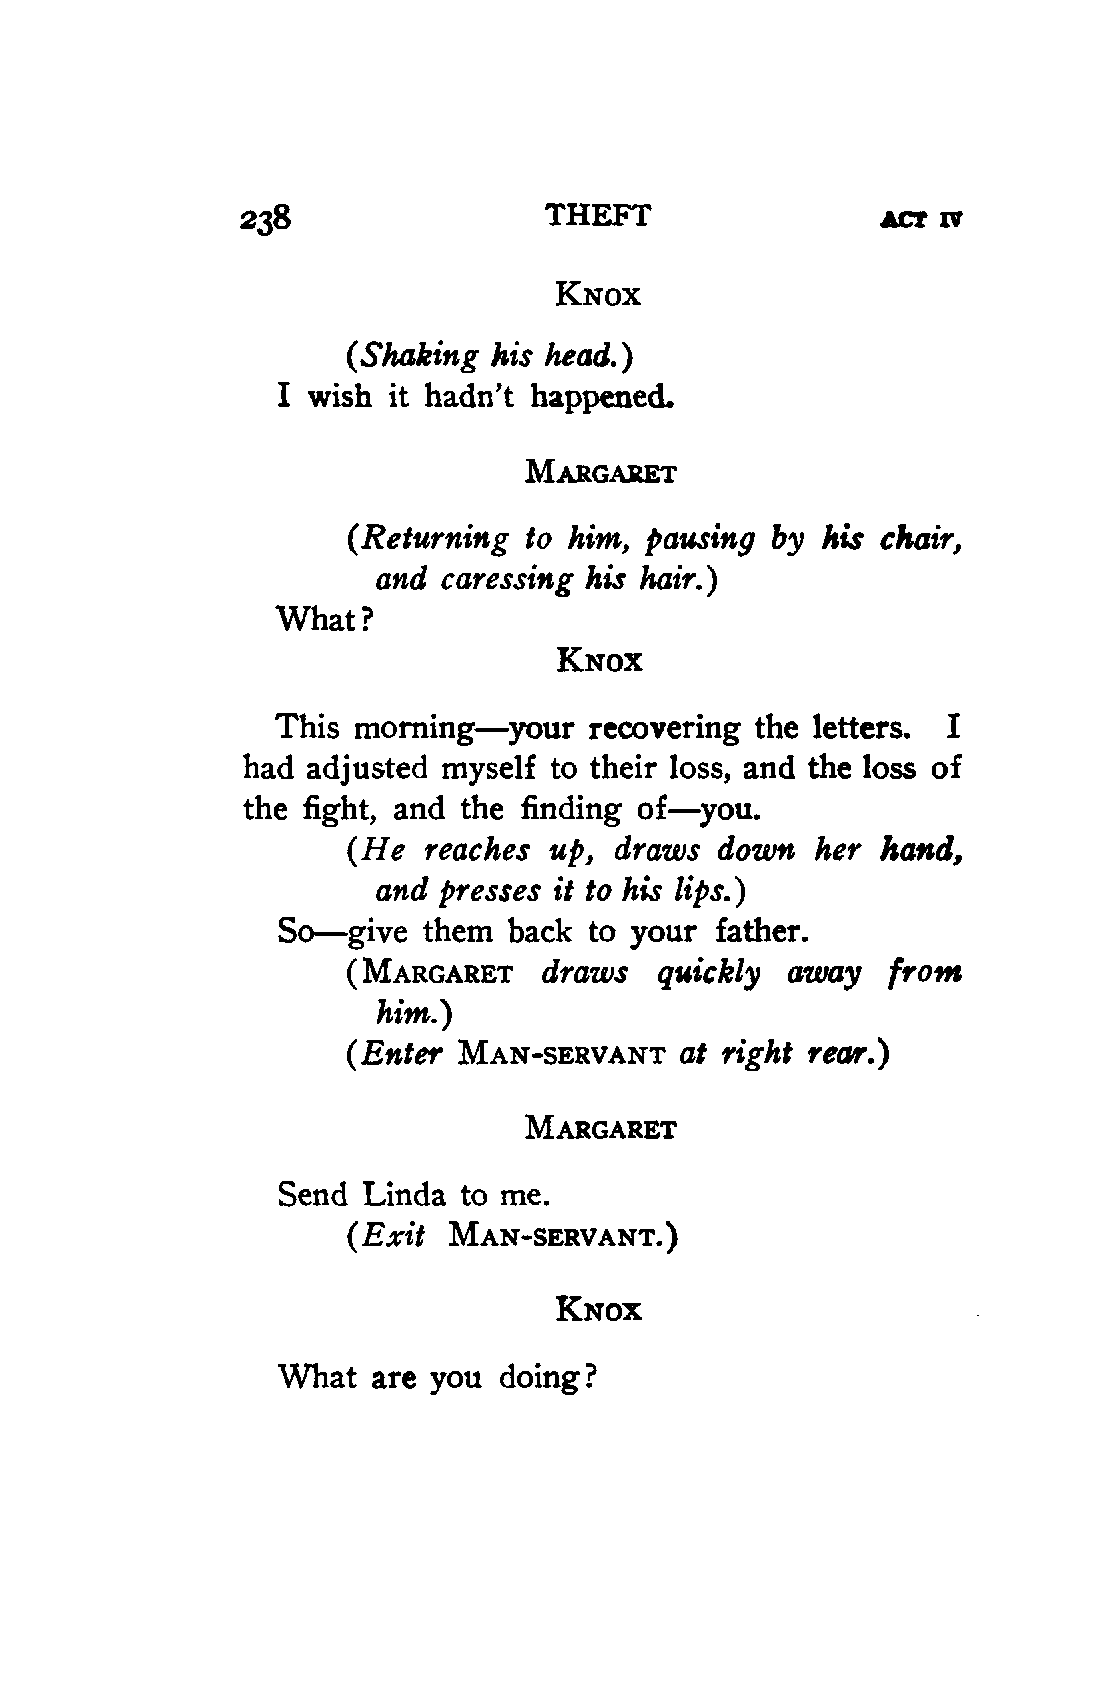 238 THEFT ACT IV
KNOX
(Shaking his head.)
I wish it hadn't happened.
MARGARET
(Returning to him, pausing by his chair,
and caressing his hair.)
What?
KNOX
This morning—your recovering the letters. I
had adjusted myself to their loss, and the loss of
the fight, and the finding of—you.
(He reaches up, draws down her hand,
and presses it to his lips.)
So—give them back to your father.
(MARGARET draws quickly away from
him.)
(Enter MAN-SERVANT at right rear.)
MARGARET
Send Linda to me.
(Exit MAN-SERVANT.)
KNOX
What are you doing?